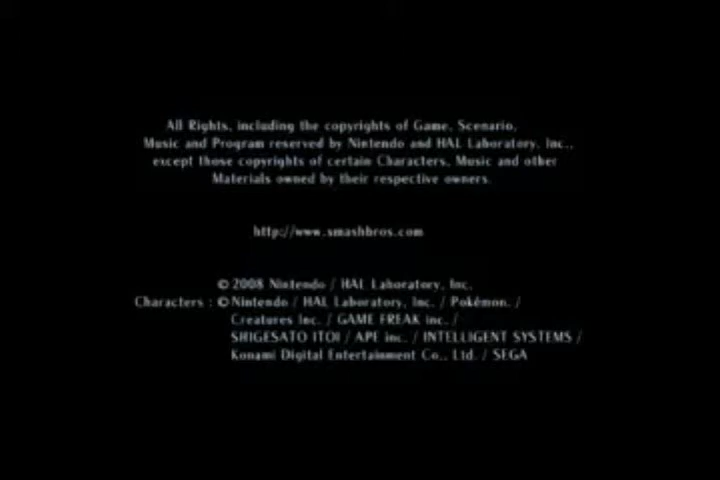 All Rights, including the copyrights of Game, Scenario,
Music and Program reserved by Nintendo and HAL Laboratory, Inc.,
except those copyrights of certain Characters, Music and other
Materials owned by their respective owners.
http://www.smashbros.com
© 2008 Nintendo / HAL Laboratory, Inc.
Characters : © Nintendo / HAL Laboratory, Inc. / Pokémon. /
Creatures Inc. / GAME FREAK inc. /
SHIGESATO ITOI / APE inc. / INTELLIGENT SYSTEMS /
Konami Digital Entertainment Co., Ltd. / SEGA